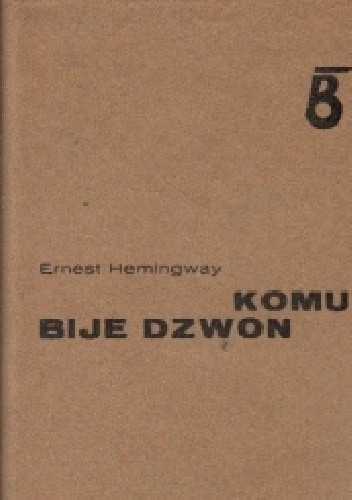 Ernest Hemingway
KOMU
BIJE DZWON